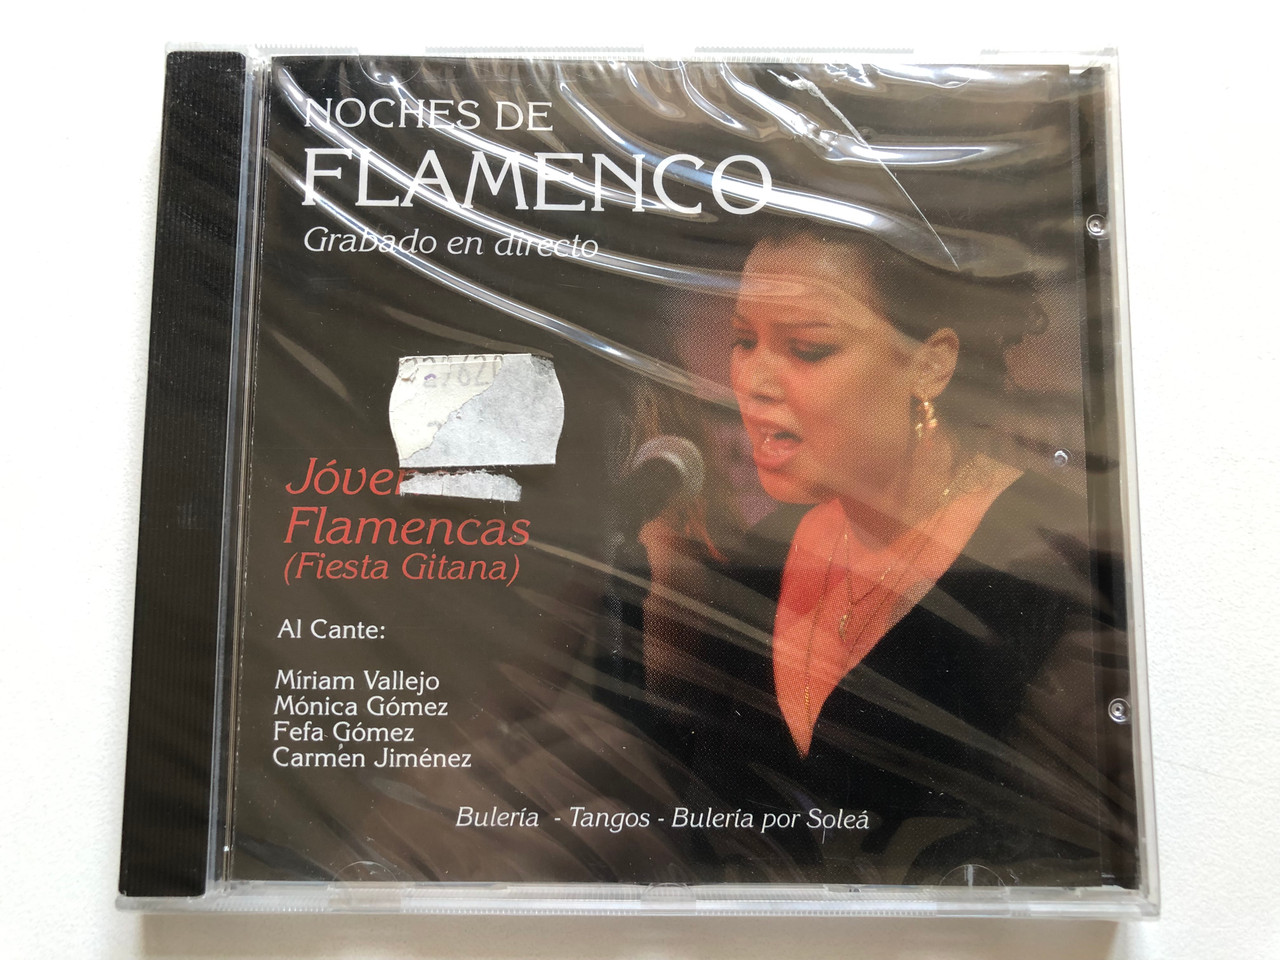 NOCHES DE
FLAMENCO
Grabado en directo
Flamencas
(Fiesta Gitana)
Al Cante:
Míriam Vallejo
Mónica Gómez
Fefa Gómez
Carmen Jiménez
Bulería - Tangos - Bulería por Soleá